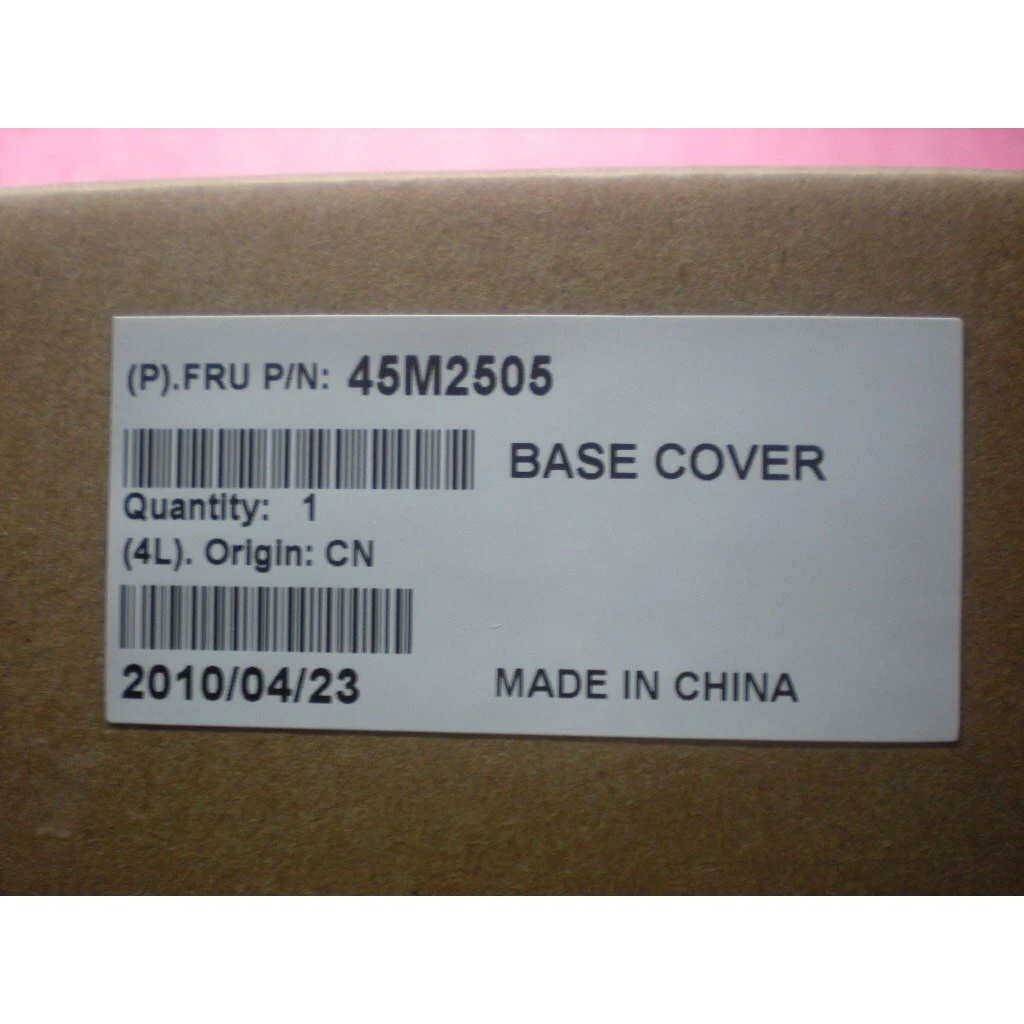 (P).FRU P/N: 45M2505
BASE COVER
Quantity: 1
(4L). Origin: CN
2010/04/23
MADE IN CHINA